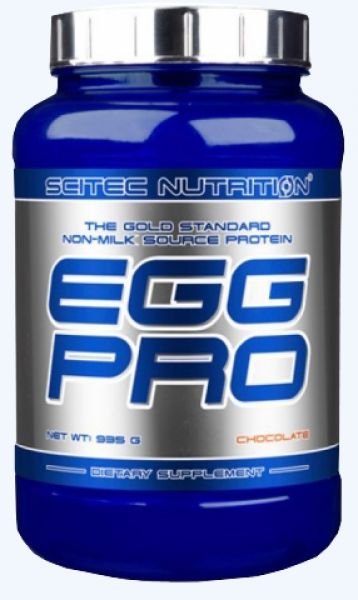 SCITEC NUTRITION®
THE GOLD STANDARD
NON-MILK SOURCE PROTEIN
EGG
PRO
NET WT: 935 G
CHOCOLATE
DIETARY SUPPLEMENT